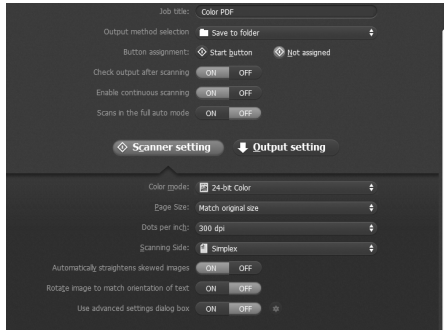 Job title: Color PDF
Output method selection Save to folder
Button assignment: Start button Not assigned
Check output after scanning ON OFF
Enable continuous scanning ON OFF
Scans in the full auto mode ON OFF
Scanner setting Output setting
Color mode: 24-bit Color
Page Size: Match original size
Dots per inch: 300 dpi
Scanning Side: Simplex
Automatically straightens skewed images ON OFF
Rotate image to match orientation of text ON OFF
Use advanced settings dialog box ON OFF